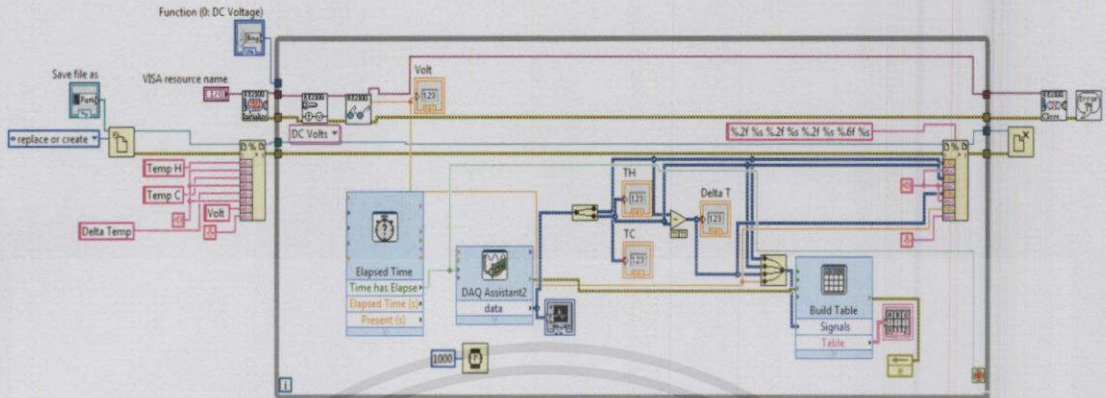 Function (0: DC Voltage)
Save file as
VISA resource name
Volt
replace or create
DC Volts
%.2f %s %.2f %s %.2f %s %.6f %s
Temp H
Temp C
Volt
Delta Temp
TH
Delta T
TC
Elapsed Time
Time has Elapse
Elapsed Time (s)
Present (s)
DAQ Assistant2
data
Build Table
Signals
Table
1000
i